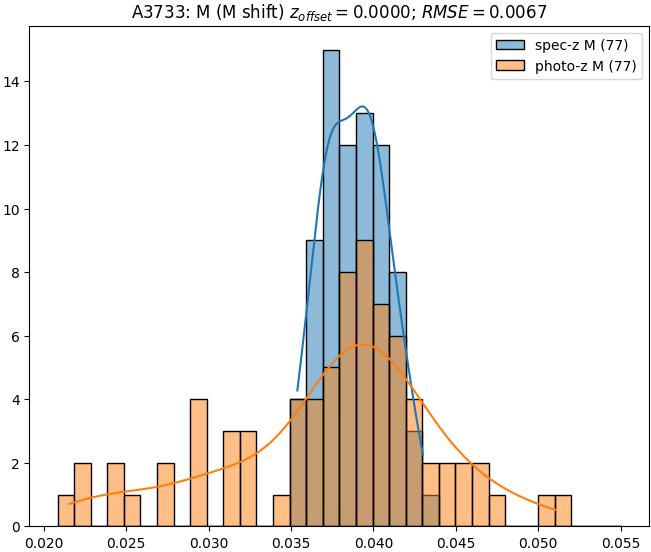 A3733: M (M shift) z_offset = 0.0000; RMSE = 0.0067
spec-z M (77)
photo-z M (77)
14
12
10
8
6
4
2
0
0.020 0.025 0.030 0.035 0.040 0.045 0.050 0.055